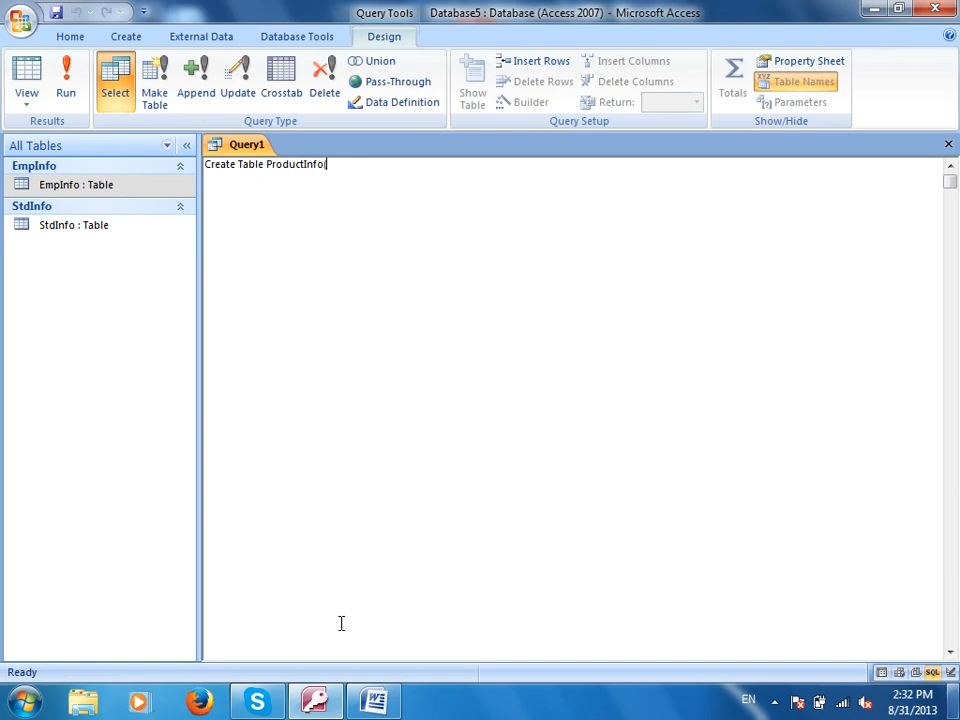 Query Tools
Database5 : Database (Access 2007) - Microsoft Access
Home
Create
External Data
Database Tools
Design
View
Run
Results
Select
Make Table
Append
Update
Crosstab
Delete
Union
Pass-Through
Data Definition
Query Type
Show Table
Insert Rows
Delete Rows
Builder
Insert Columns
Delete Columns
Return:
Query Setup
Totals
Property Sheet
Table Names
Parameters
Show/Hide
All Tables
EmpInfo
EmpInfo : Table
StdInfo
StdInfo : Table
Query1
Create Table ProductInfo(
Ready
SQL
EN
2:32 PM
8/31/2013